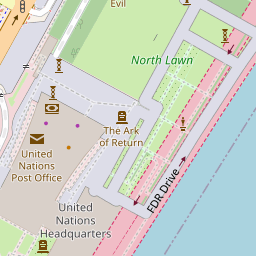 Evil
North Lawn
The Ark
of Return
United
Nations
Post Office
FDR Drive
United
Nations
Headquarters